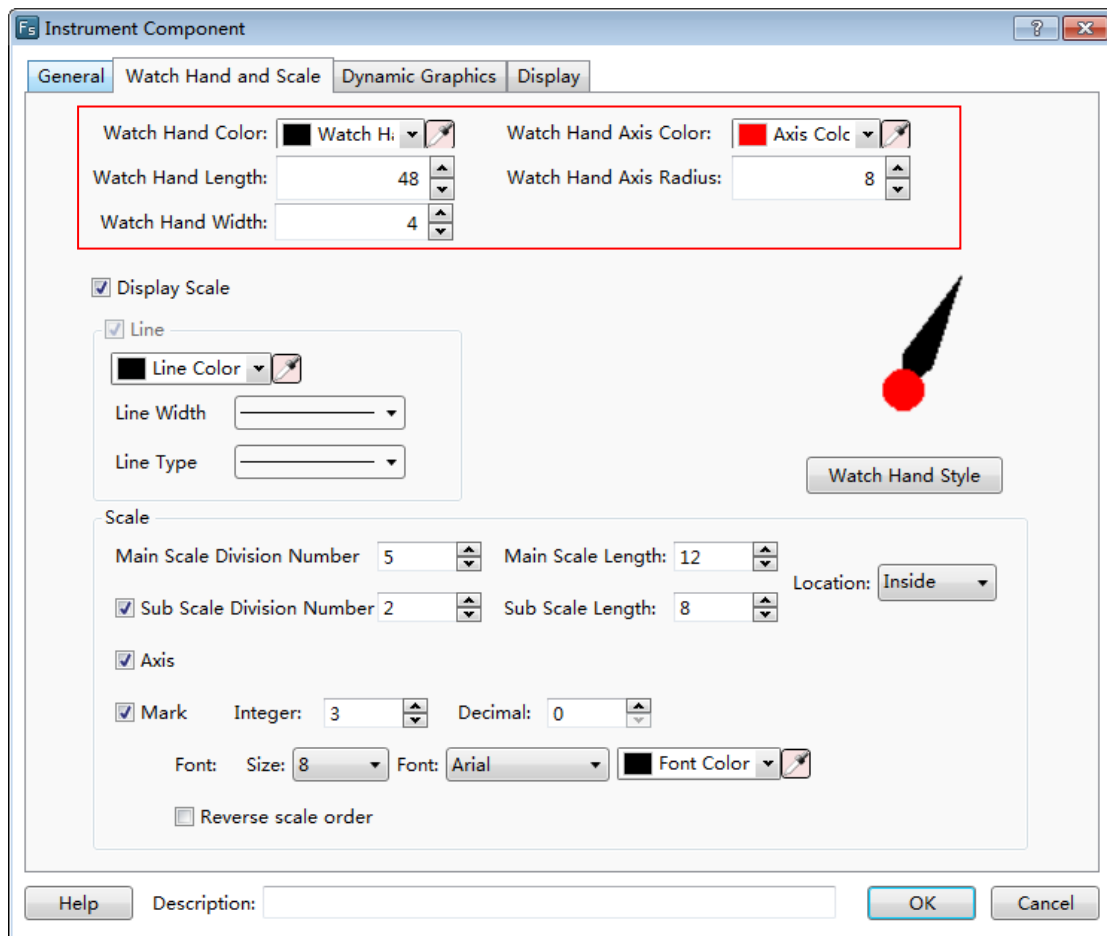 Fs Instrument Component ?
General Watch Hand and Scale Dynamic Graphics Display
Watch Hand Color: Watch Ha Watch Hand Axis Color: Axis Colc
Watch Hand Length: 48 Watch Hand Axis Radius: 8
Watch Hand Width: 4
Display Scale
Line
Line Color
Line Width
Line Type
Watch Hand Style
Scale
Main Scale Division Number 5 Main Scale Length: 12
Location: Inside
Sub Scale Division Number 2 Sub Scale Length: 8
Axis
Mark Integer: 3 Decimal: 0
Font: Size: 8 Font: Arial Font Color
Reverse scale order
Help Description: OK Cancel